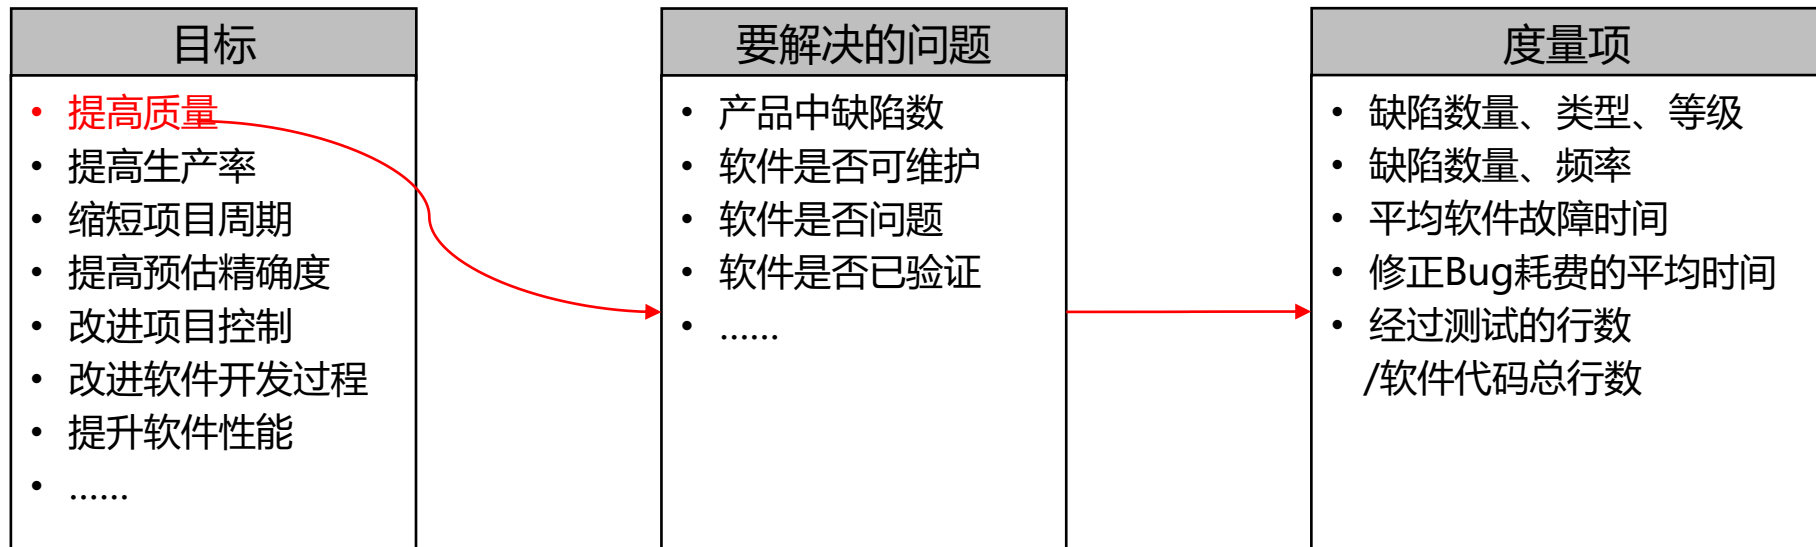 目标
• 提高质量
• 提高生产率
• 缩短项目周期
• 提高预估精确度
• 改进项目控制
• 改进软件开发过程
• 提升软件性能
• ......
要解决的问题
• 产品中缺陷数
• 软件是否可维护
• 软件是否问题
• 软件是否已验证
• ......
度量项
• 缺陷数量、类型、等级
• 缺陷数量、频率
• 平均软件故障时间
• 修正Bug耗费的平均时间
• 经过测试的行数
/软件代码总行数